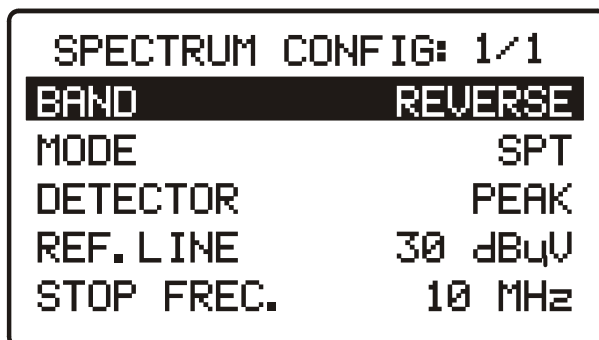 SPECTRUM CONFIG: 1/1
BAND REVERSE
MODE SPT
DETECTOR PEAK
REF.LINE 30 dBµV
STOP FREC. 10 MHz